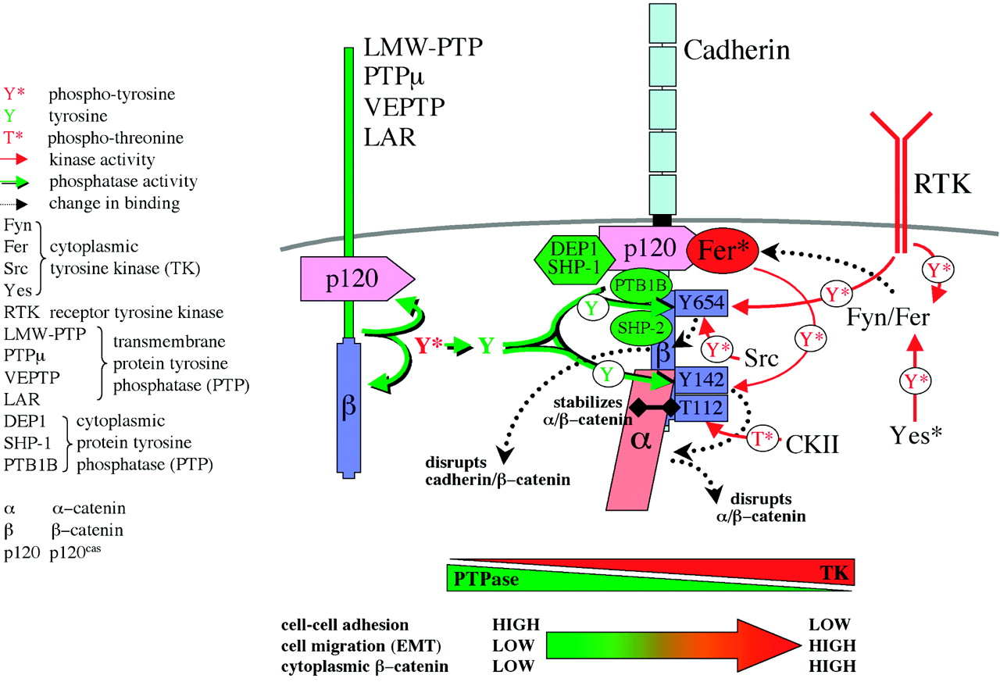 LMW-PTP
PTPμ
VEPTP
LAR
Cadherin
RTK
Y* phospho-tyrosine
Y tyrosine
T* phospho-threonine
kinase activity
phosphatase activity
change in binding
Fyn
Fer
Src
Yes
cytoplasmic
tyrosine kinase (TK)
RTK receptor tyrosine kinase
LMW-PTP
PTPμ
VEPTP
LAR
transmembrane
protein tyrosine
phosphatase (PTP)
DEP1
SHP-1
PTB1B
cytoplasmic
protein tyrosine
phosphatase (PTP)
α α–catenin
β β–catenin
p120 p120cas
p120
β
Y*
Y
DEP1
SHP-1
p120
Fer*
PTB1B
Y
SHP-2
Y654
β
Y*
Src
Y*
Y*
Y*
Fyn/Fer
Y*
Yes*
Y
Y142
T112
stabilizes
α/β–catenin
α
T*
CKII
disrupts
cadherin/β–catenin
disrupts
α/β–catenin
PTPase
TK
cell-cell adhesion HIGH LOW
cell migration (EMT) LOW HIGH
cytoplasmic β–catenin LOW HIGH